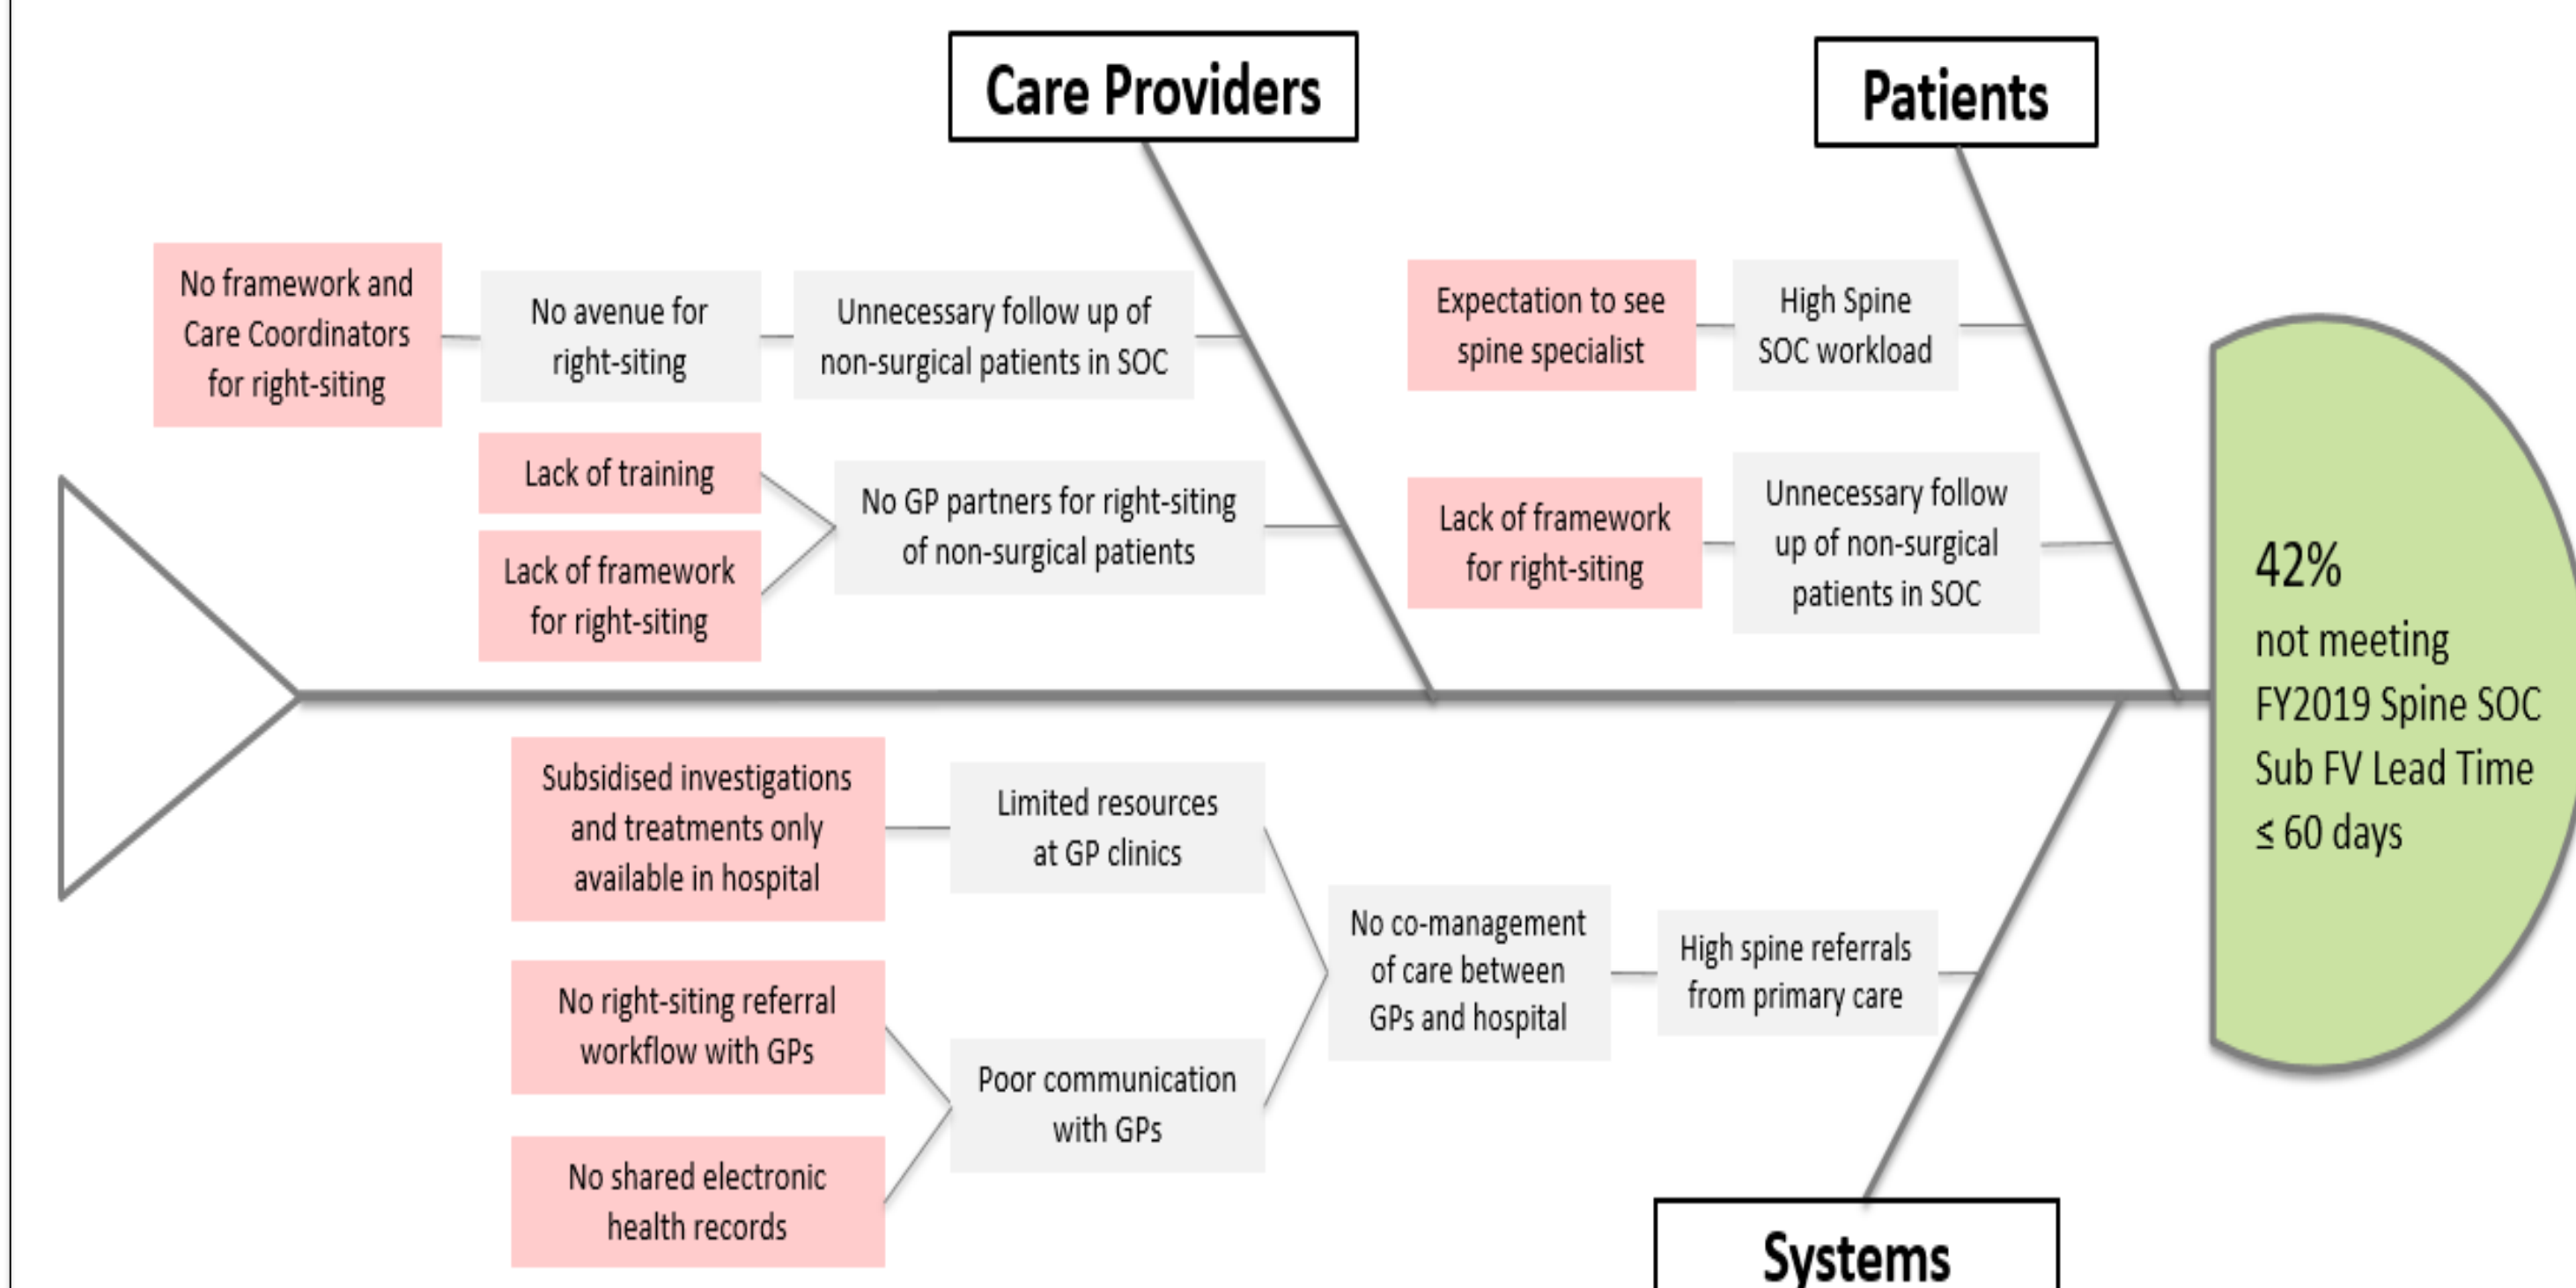 Care Providers
Patients
No framework and
Care Coordinators
for right-siting
No avenue for
right-siting
Unnecessary follow up of
non-surgical patients in SOC
Expectation to see
spine specialist
High Spine
SOC workload
Lack of training
Lack of framework
for right-siting
No GP partners for right-siting
of non-surgical patients
Lack of framework
for right-siting
Unnecessary follow
up of non-surgical
patients in SOC
42%
not meeting
FY2019 Spine SOC
Sub FV Lead Time
≤ 60 days
Subsidised investigations
and treatments only
available in hospital
Limited resources
at GP clinics
No right-siting referral
workflow with GPs
No shared electronic
health records
Poor communication
with GPs
No co-management
of care between
GPs and hospital
High spine referrals
from primary care
Systems